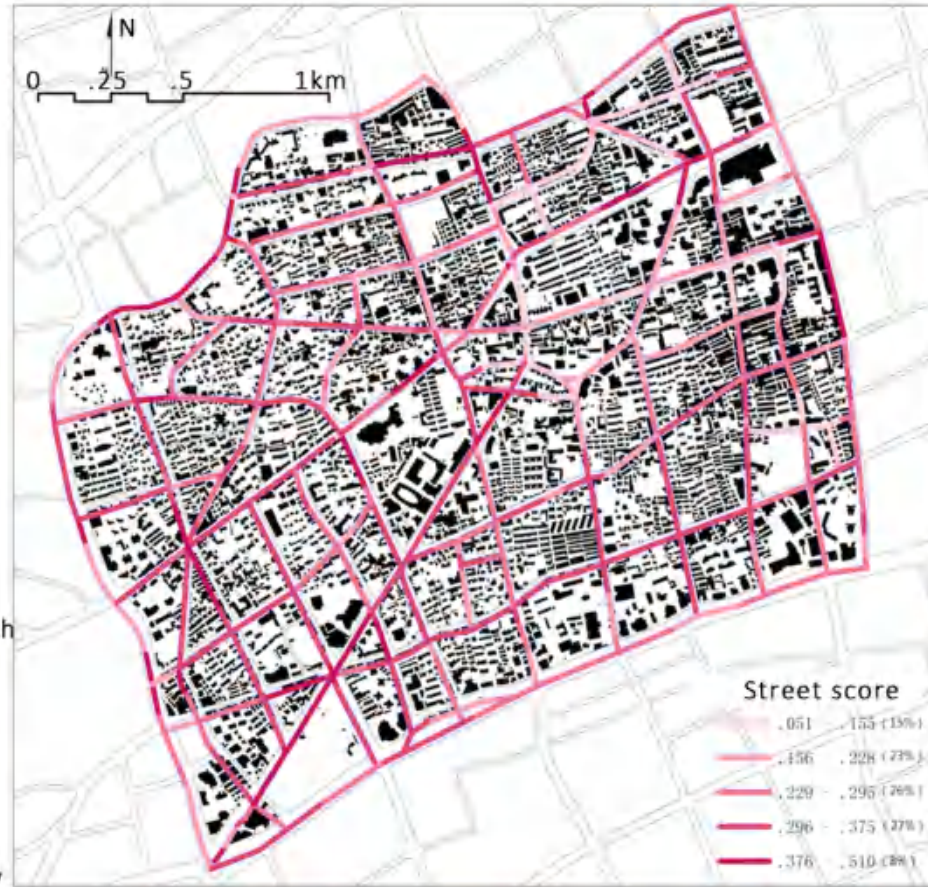 N
0 .25 .5 1km
h
Street score
.051 .155 (15%)
.156 .228 (23%)
.229 - .295 (26%)
.296 - .375 (27%)
.376 .510 (8%)